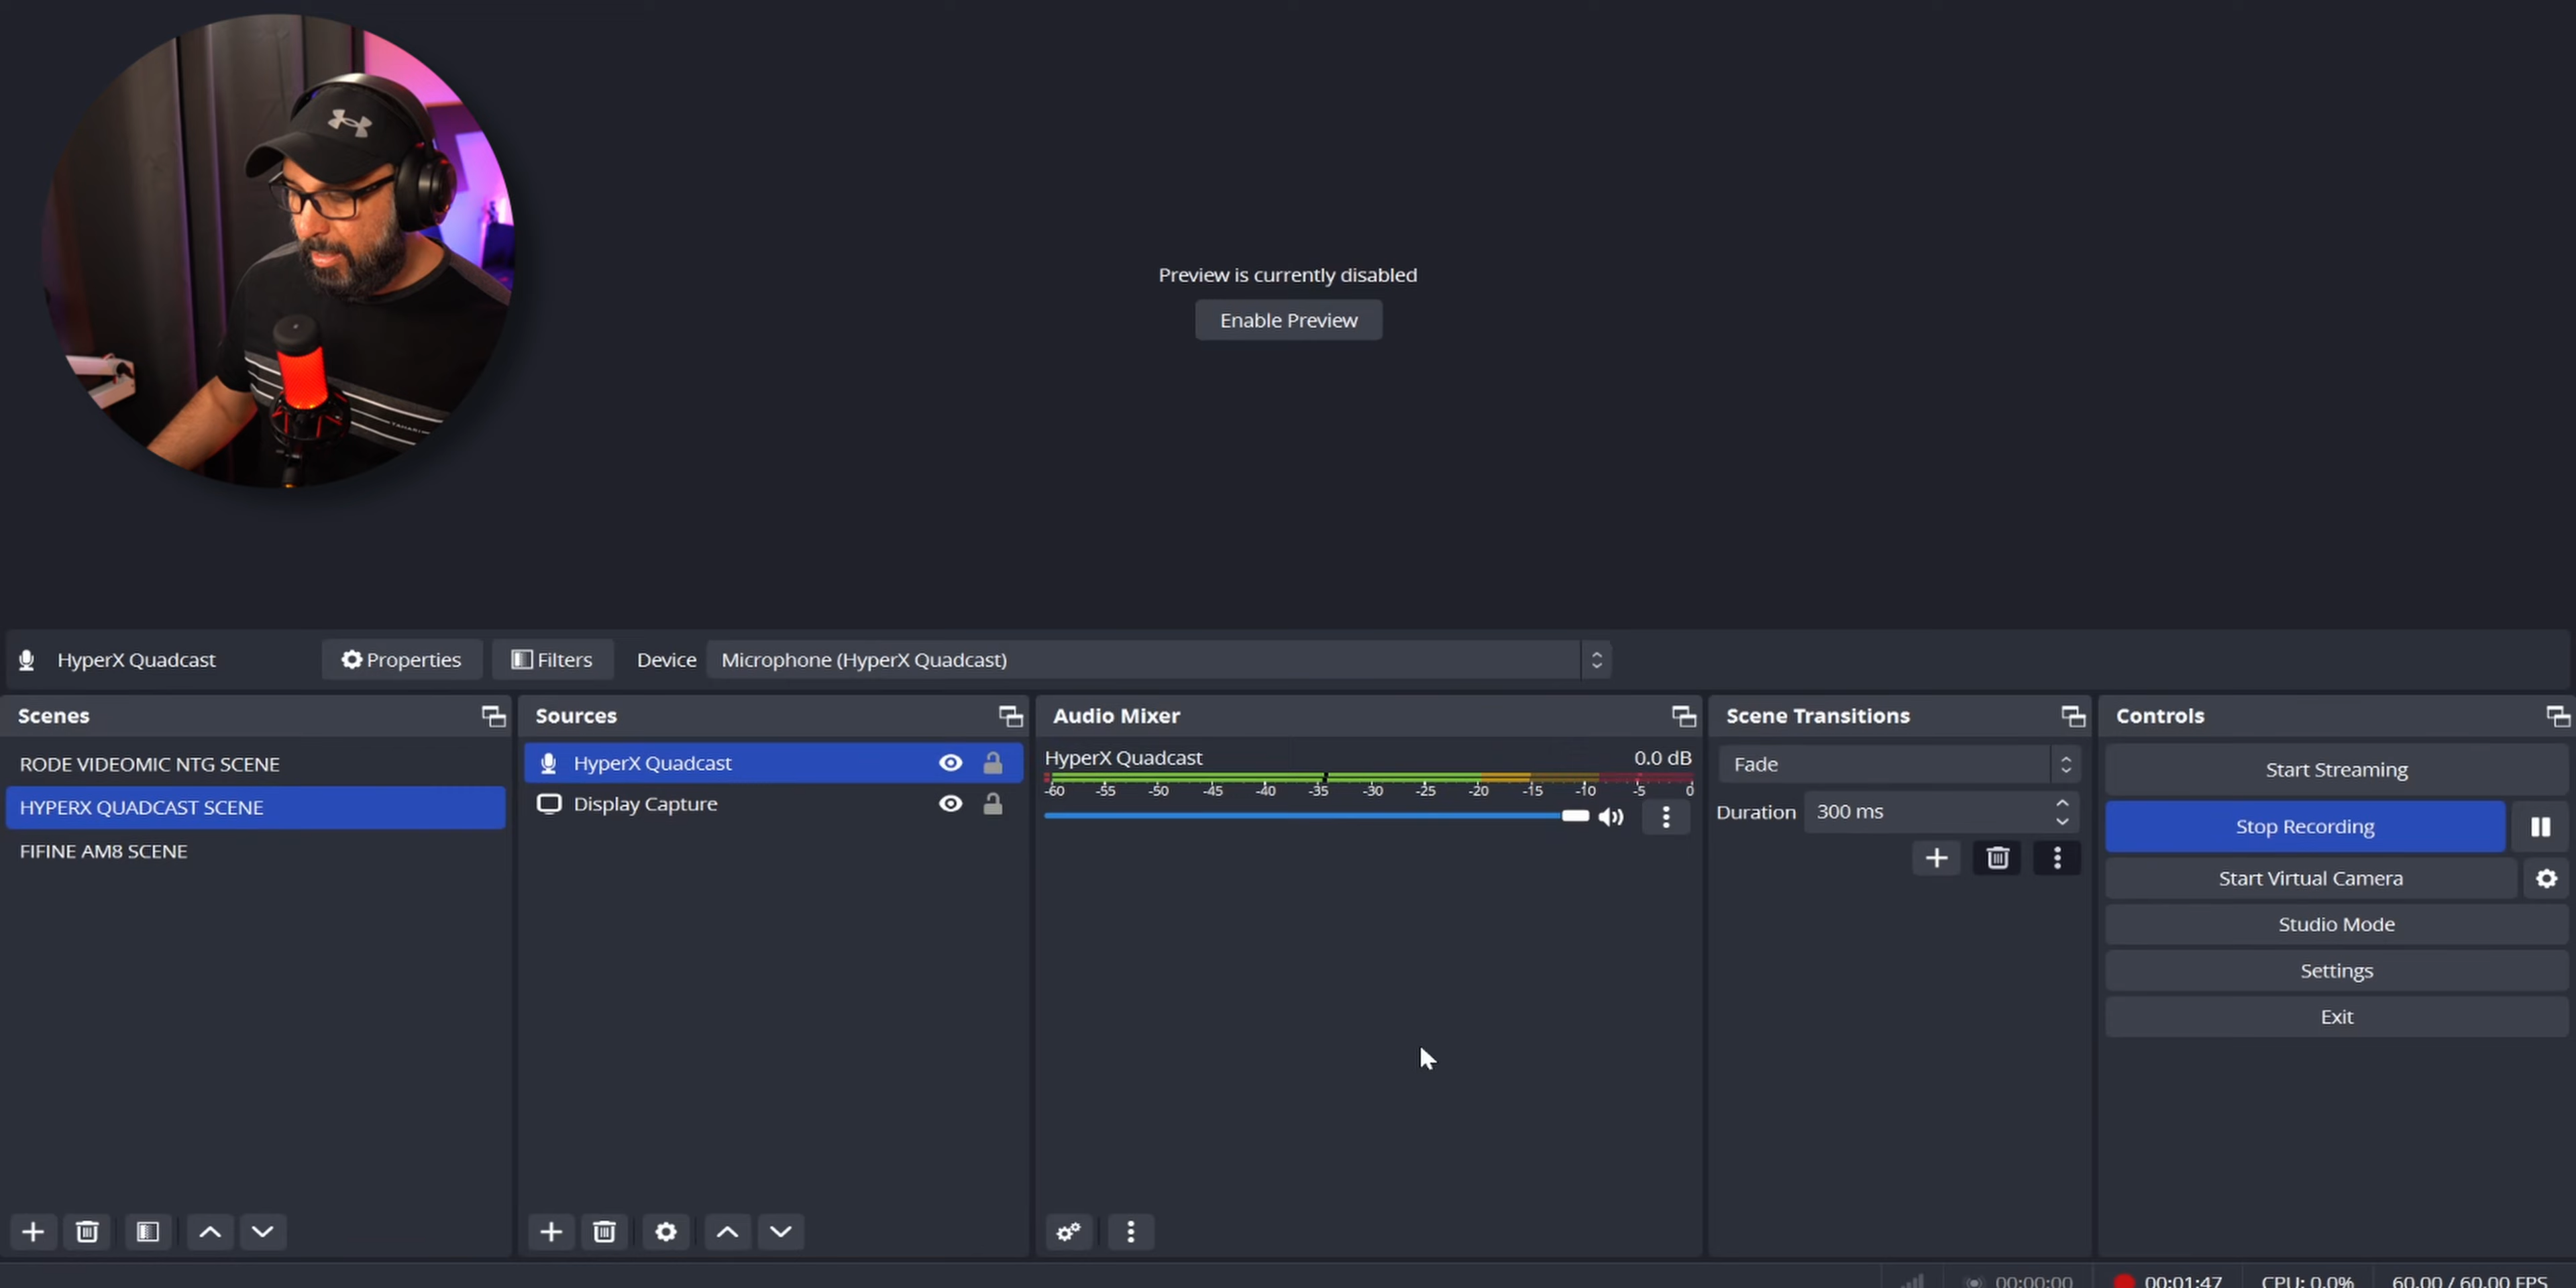 Preview is currently disabled
Enable Preview
HyperX Quadcast
Properties
Filters
Device
Microphone (HyperX Quadcast)
Scenes
RODE VIDEOMIC NTG SCENE
HYPERX QUADCAST SCENE
FIFINE AM8 SCENE
Sources
HyperX Quadcast
Display Capture
Audio Mixer
HyperX Quadcast 0.0 dB
-60 -55 -50 -45 -40 -35 -30 -25 -20 -15 -10 -5 0
Scene Transitions
Fade
Duration 300 ms
Controls
Start Streaming
Stop Recording
Start Virtual Camera
Studio Mode
Settings
Exit
00:00:00 00:01:47 CPU: 0.0% 60.00 / 60.00 FPS